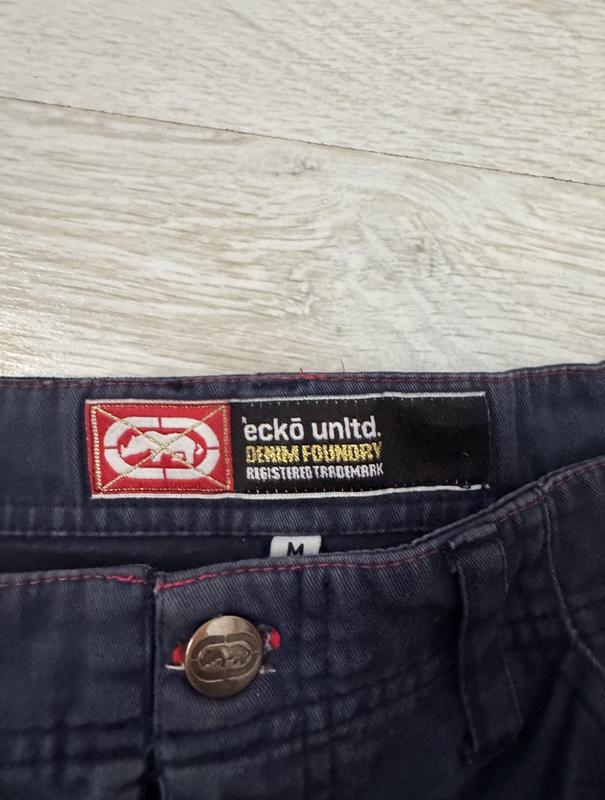 eckō unltd.
DENIM FOUNDRY
REGISTERED TRADEMARK
M